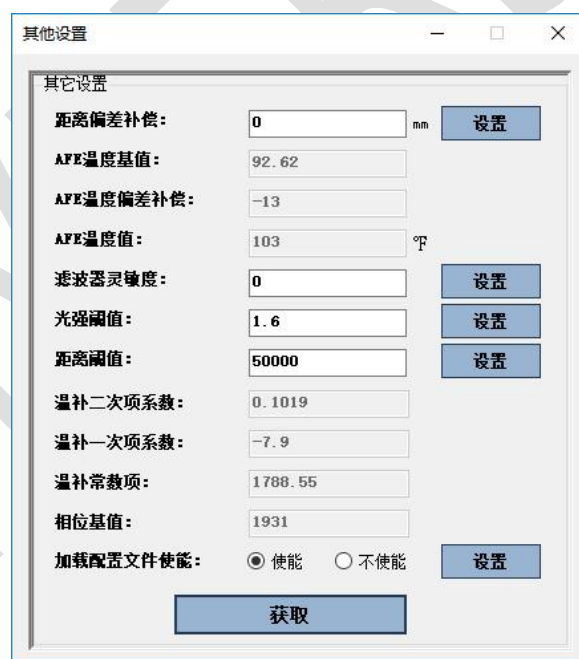 其他设置
其它设置
距离偏差补偿： 0 mm 设置
AFE温度基值： 92.62
AFE温度偏差补偿： -13
AFE温度值： 103 ℉
滤波器灵敏度： 0 设置
光强阈值： 1.6 设置
距离阈值： 50000 设置
温补二次项系数： 0.1019
温补一次项系数： -7.9
温补常数项： 1788.55
相位基值： 1931
加载配置文件使能： 使能 不使能 设置
获取